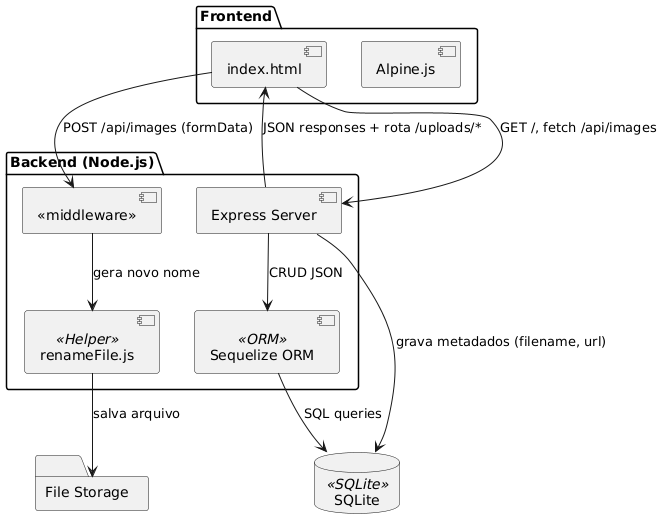 Frontend
index.html
Alpine.js
POST /api/images (formData)
JSON responses + rota /uploads/*
GET /, fetch /api/images
Backend (Node.js)
«middleware»
Express Server
gera novo nome
CRUD JSON
«Helper»
renameFile.js
«ORM»
Sequelize ORM
grava metadados (filename, url)
salva arquivo
SQL queries
File Storage
«SQLite»
SQLite